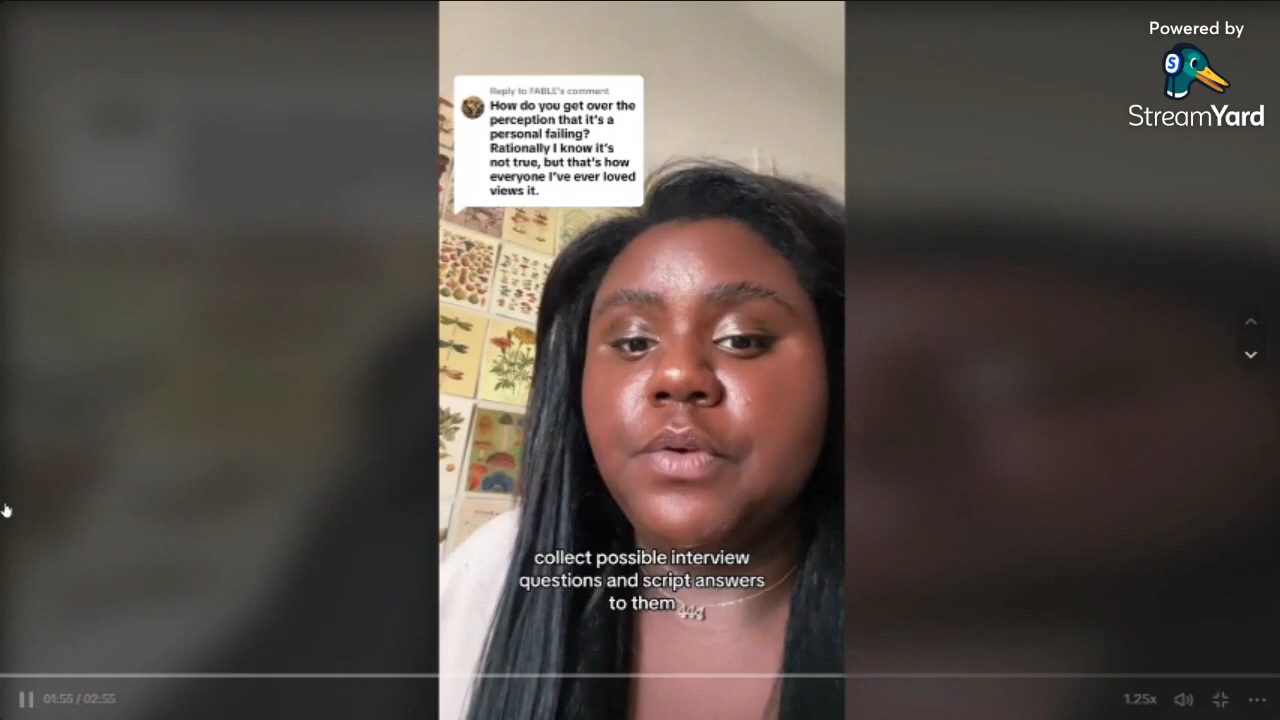 Powered by
StreamYard
Reply to FABLE's comment
How do you get over the
perception that it's a
personal failing?
Rationally I know it's
not true, but that's how
everyone I've ever loved
views it.
collect possible interview
questions and script answers
to them
444
01:55 / 02:55
1.25x